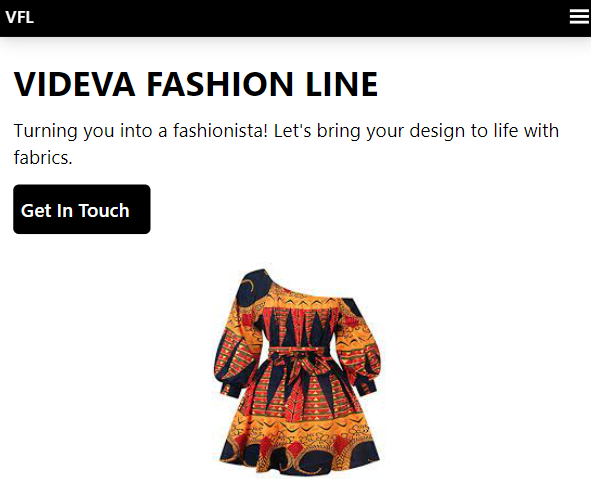 VFL
VIDEVA FASHION LINE
Turning you into a fashionista! Let's bring your design to life with
fabrics.
Get In Touch